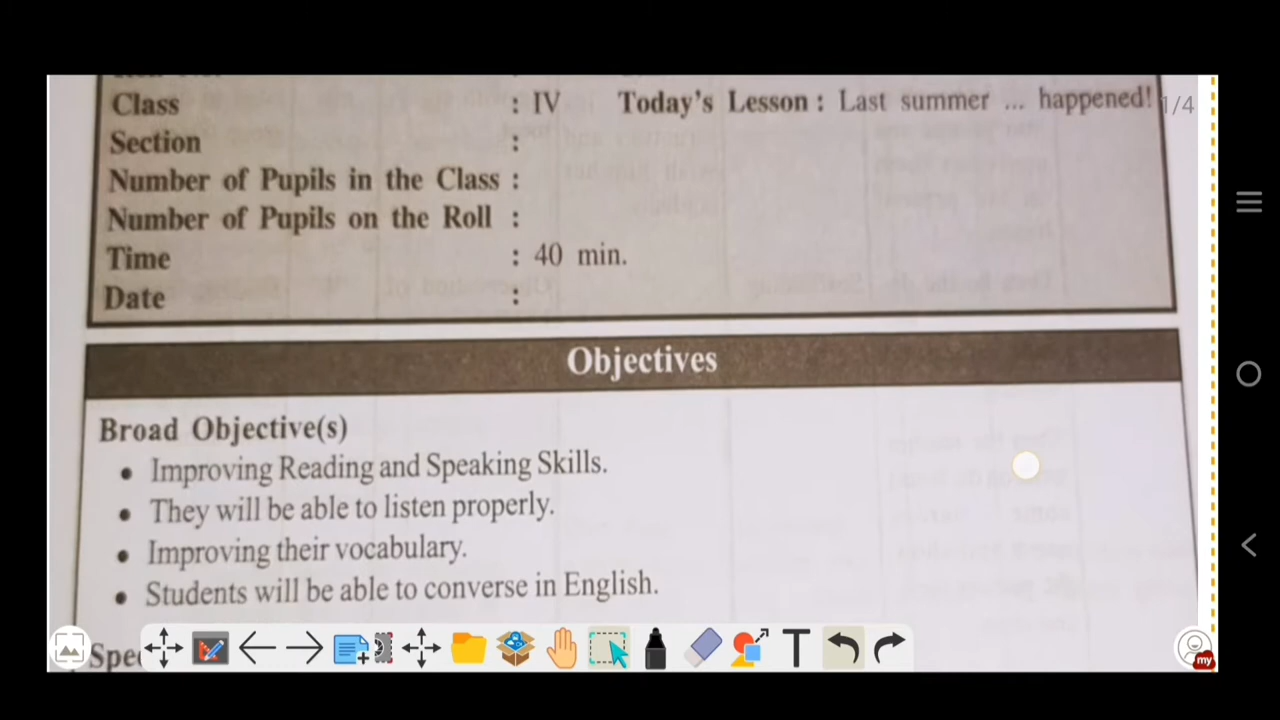 Class : IV Today's Lesson : Last summer ... happened!
1/4
Section :
Number of Pupils in the Class :
Number of Pupils on the Roll :
Time : 40 min.
Date :
Objectives
Broad Objective(s)
• Improving Reading and Speaking Skills.
• They will be able to listen properly.
• Improving their vocabulary.
• Students will be able to converse in English.
T
my